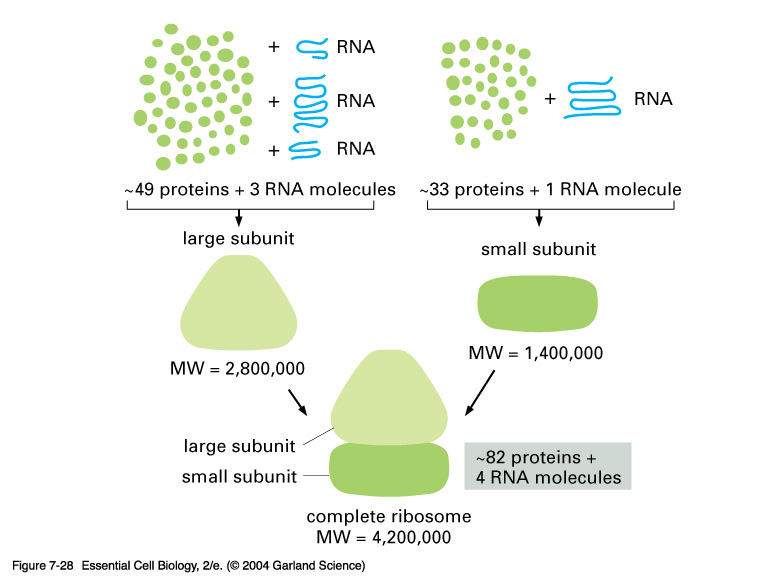 + RNA
+ RNA
+ RNA
+ RNA
~49 proteins + 3 RNA molecules
~33 proteins + 1 RNA molecule
large subunit
small subunit
MW = 2,800,000
MW = 1,400,000
large subunit
small subunit
~82 proteins +
4 RNA molecules
complete ribosome
MW = 4,200,000
Figure 7-28 Essential Cell Biology, 2/e. (© 2004 Garland Science)